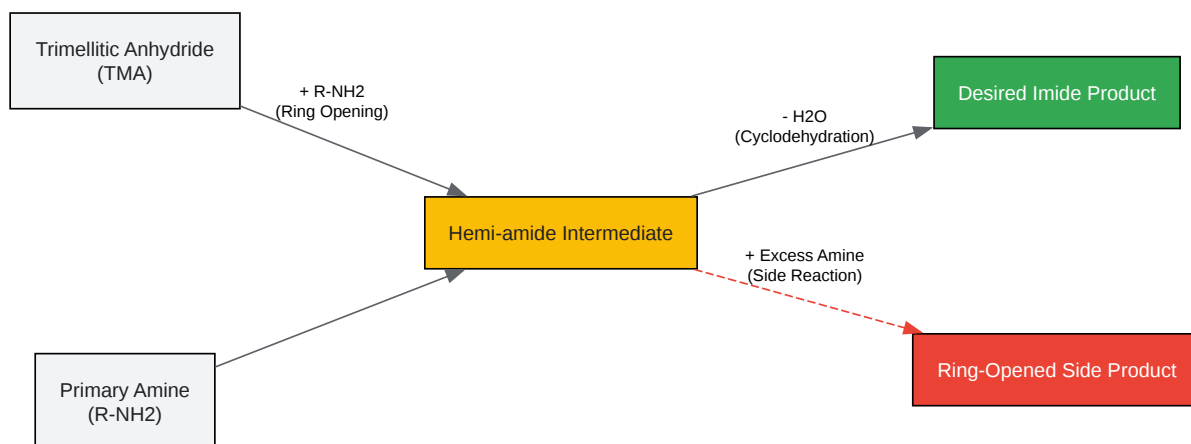 Trimellitic Anhydride
(TMA)
+ R-NH2
(Ring Opening)
- H2O
(Cyclodehydration)
Desired Imide Product
Hemi-amide Intermediate
+ Excess Amine
(Side Reaction)
Ring-Opened Side Product
Primary Amine
(R-NH2)